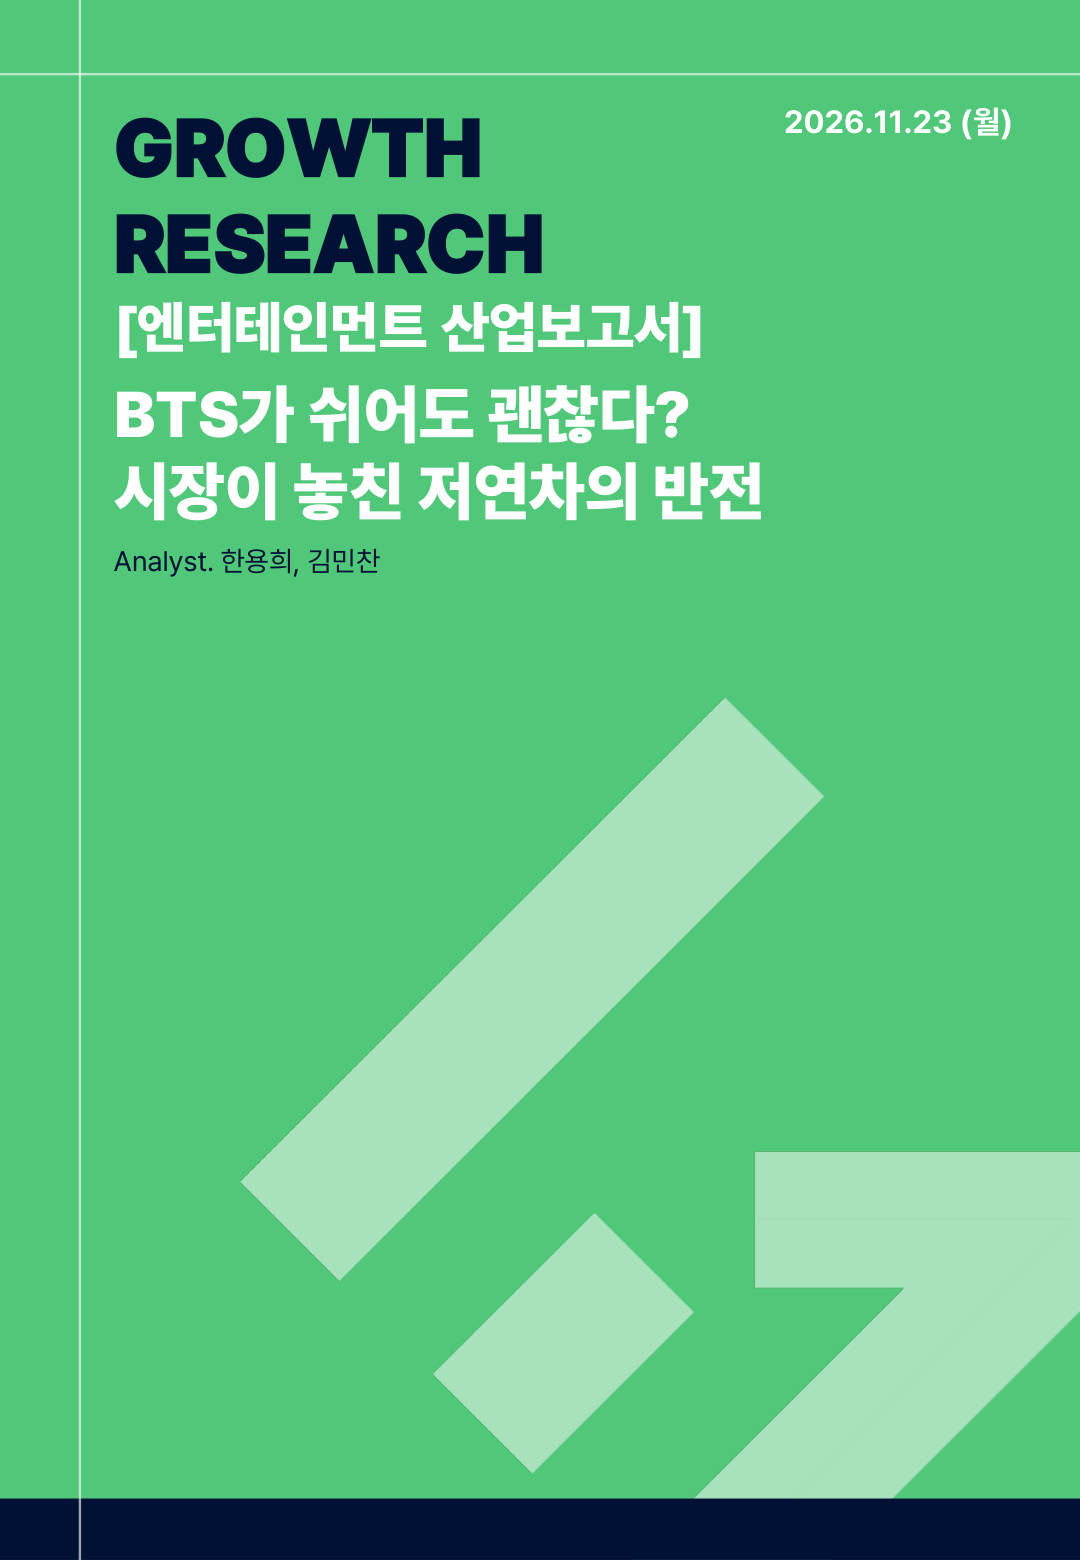 GROWTH
RESEARCH
2026.11.23 (월)
[엔터테인먼트 산업보고서]
BTS가 쉬어도 괜찮다?
시장이 놓친 저연차의 반전
Analyst. 한용희, 김민찬